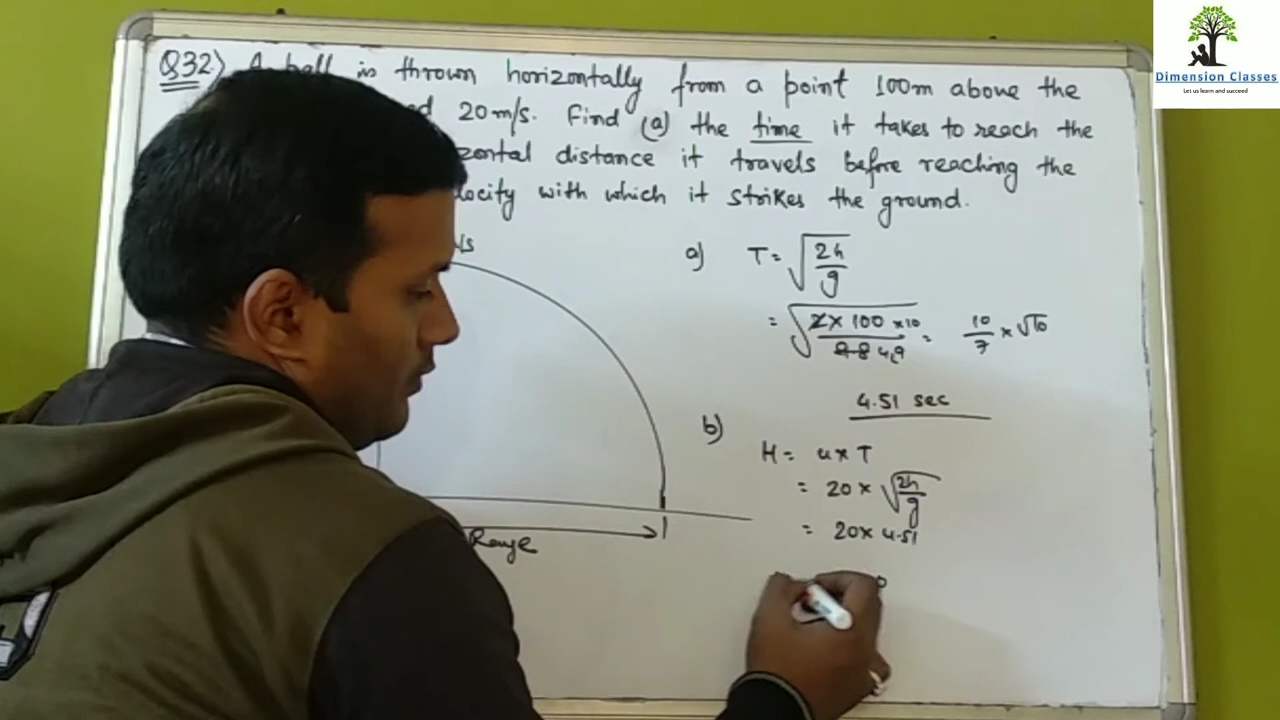 Q32) A ball is thrown horizontally from a point 100m above the
20m/s. Find (a) the time it takes to reach the
zontal distance it travels before reaching the
locity with which it strikes the ground.
/s
a) T = √(2h/g)
= √(2 x 100 x10 / 9.8 4.9) = 10/7 x √10
4.51 sec
b)
H = u x T
= 20 x √(2h/g)
= 20 x 4.51
Range
Dimension Classes
Let us learn and succeed